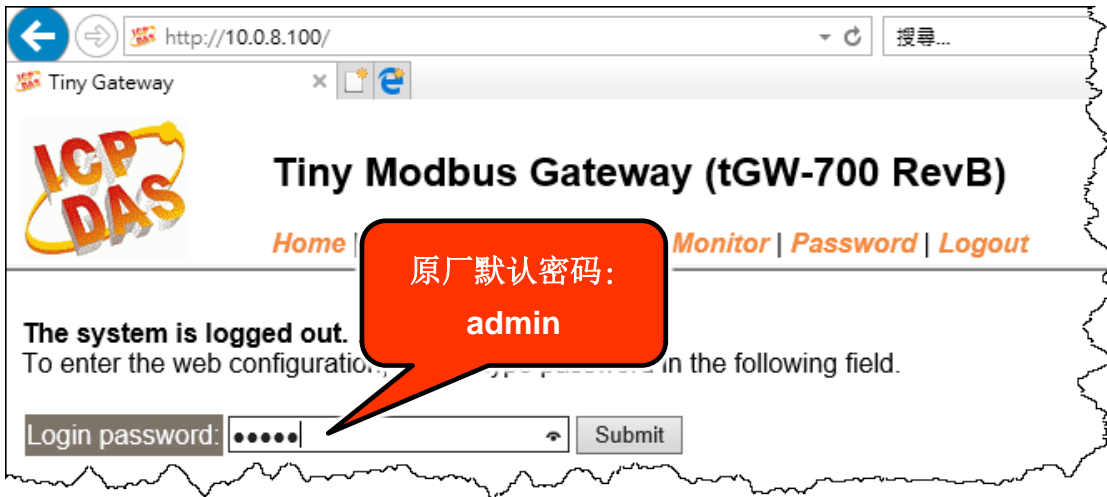 http://10.0.8.100/
搜尋...
Tiny Gateway
ICP
DAS
Tiny Modbus Gateway (tGW-700 RevB)
Home | Monitor | Password | Logout
原厂默认密码:
admin
The system is logged out.
To enter the web configuration, password in the following field.
Login password: ●●●●● Submit